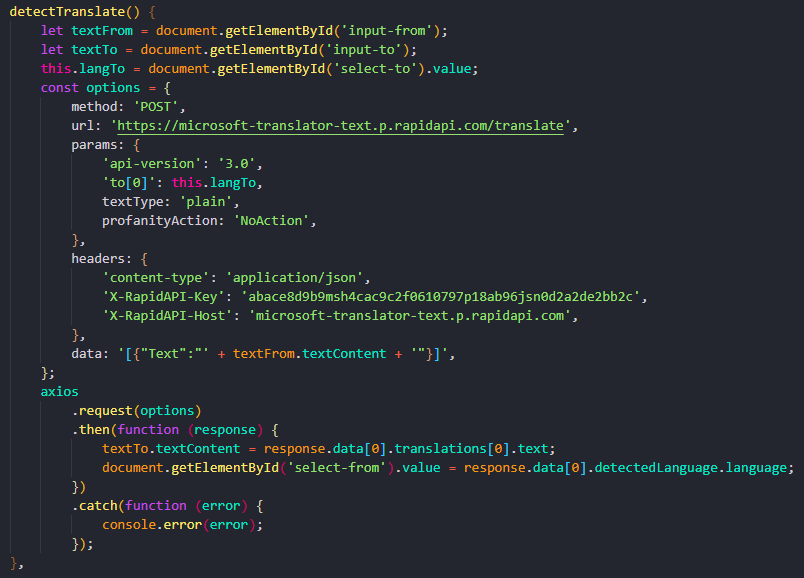 detectTranslate() {
let textFrom = document.getElementById('input-from');
let textTo = document.getElementById('input-to');
this.langTo = document.getElementById('select-to').value;
const options = {
method: 'POST',
url: 'https://microsoft-translator-text.p.rapidapi.com/translate',
params: {
'api-version': '3.0',
'to[0]': this.langTo,
textType: 'plain',
profanityAction: 'NoAction',
},
headers: {
'content-type': 'application/json',
'X-RapidAPI-Key': 'abace8d9b9msh4cac9c2f0610797p18ab96jsn0d2a2de2bb2c',
'X-RapidAPI-Host': 'microsoft-translator-text.p.rapidapi.com',
},
data: '[{"Text":"' + textFrom.textContent + '"}]',
};
axios
.request(options)
.then(function (response) {
textTo.textContent = response.data[0].translations[0].text;
document.getElementById('select-from').value = response.data[0].detectedLanguage.language;
})
.catch(function (error) {
console.error(error);
});
},